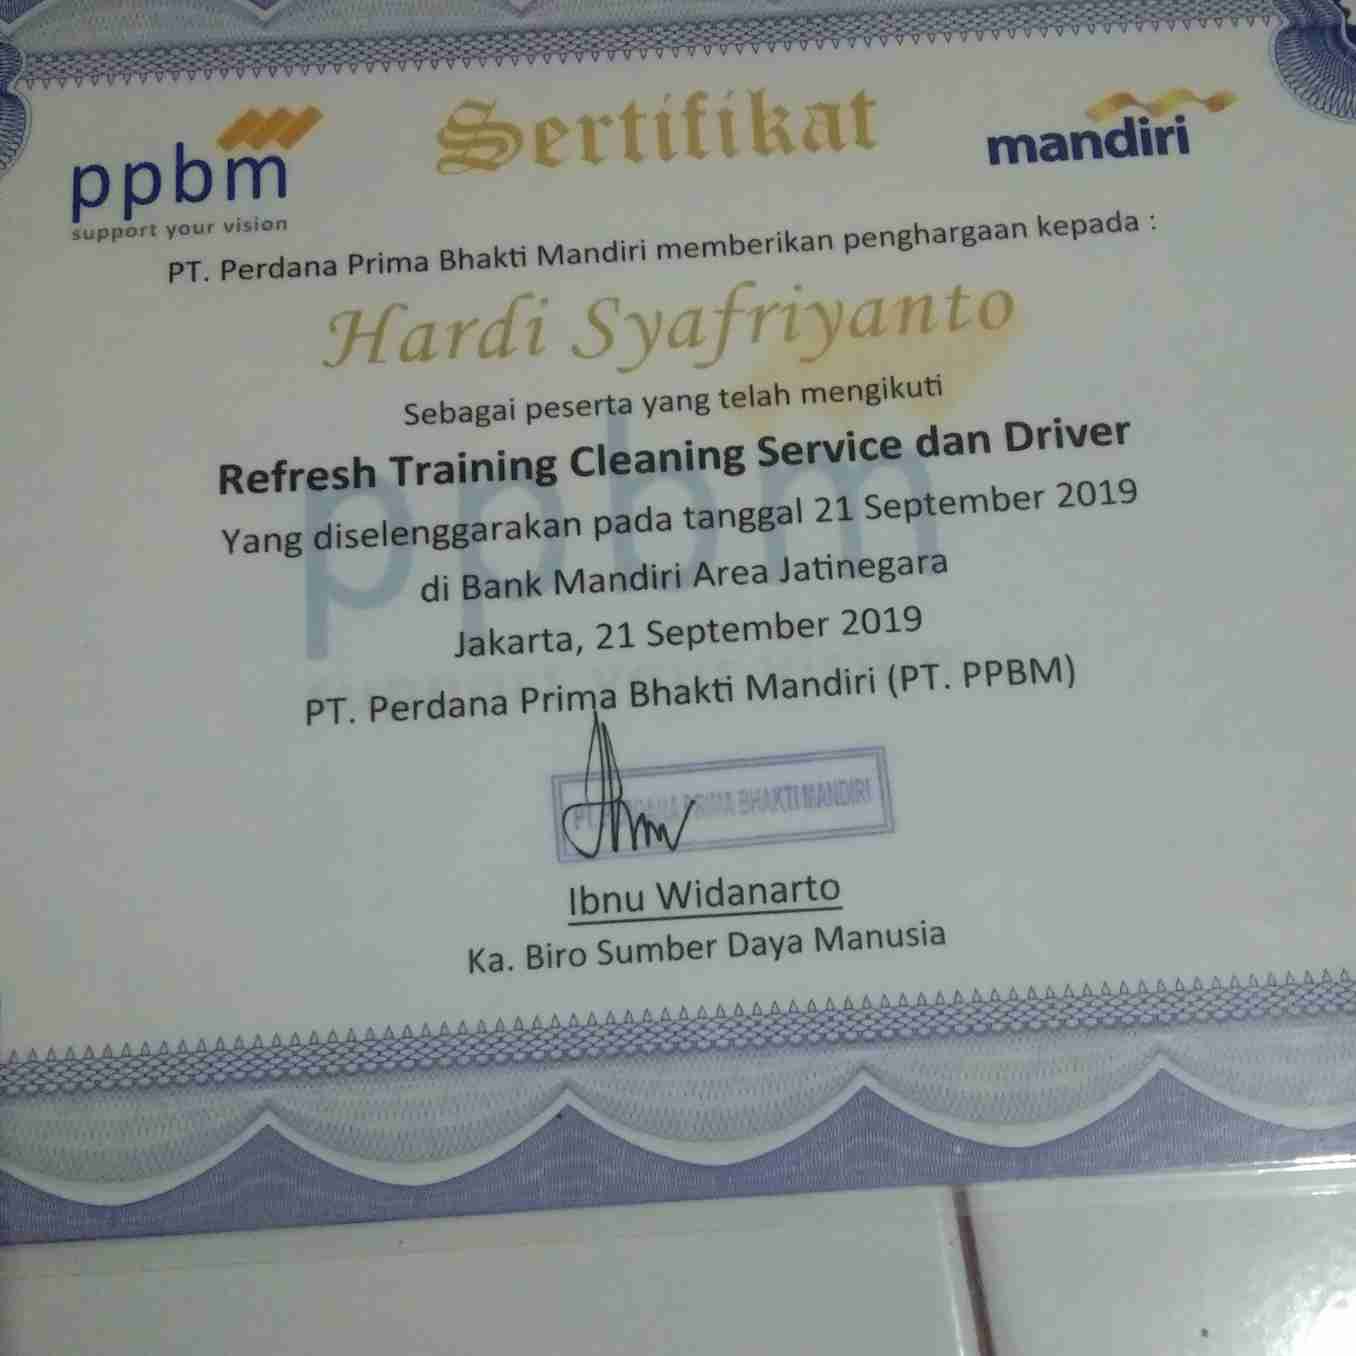 ppbm
support your vision
Sertifikat
mandiri
PT. Perdana Prima Bhakti Mandiri memberikan penghargaan kepada :
Hardi Syafriyanto
Sebagai peserta yang telah mengikuti
Refresh Training Cleaning Service dan Driver
Yang diselenggarakan pada tanggal 21 September 2019
di Bank Mandiri Area Jatinegara
Jakarta, 21 September 2019
PT. Perdana Prima Bhakti Mandiri (PT. PPBM)
PT. PRIMA BHAKTI MANDIRI
Ibnu Widanarto
Ka. Biro Sumber Daya Manusia
ppbm